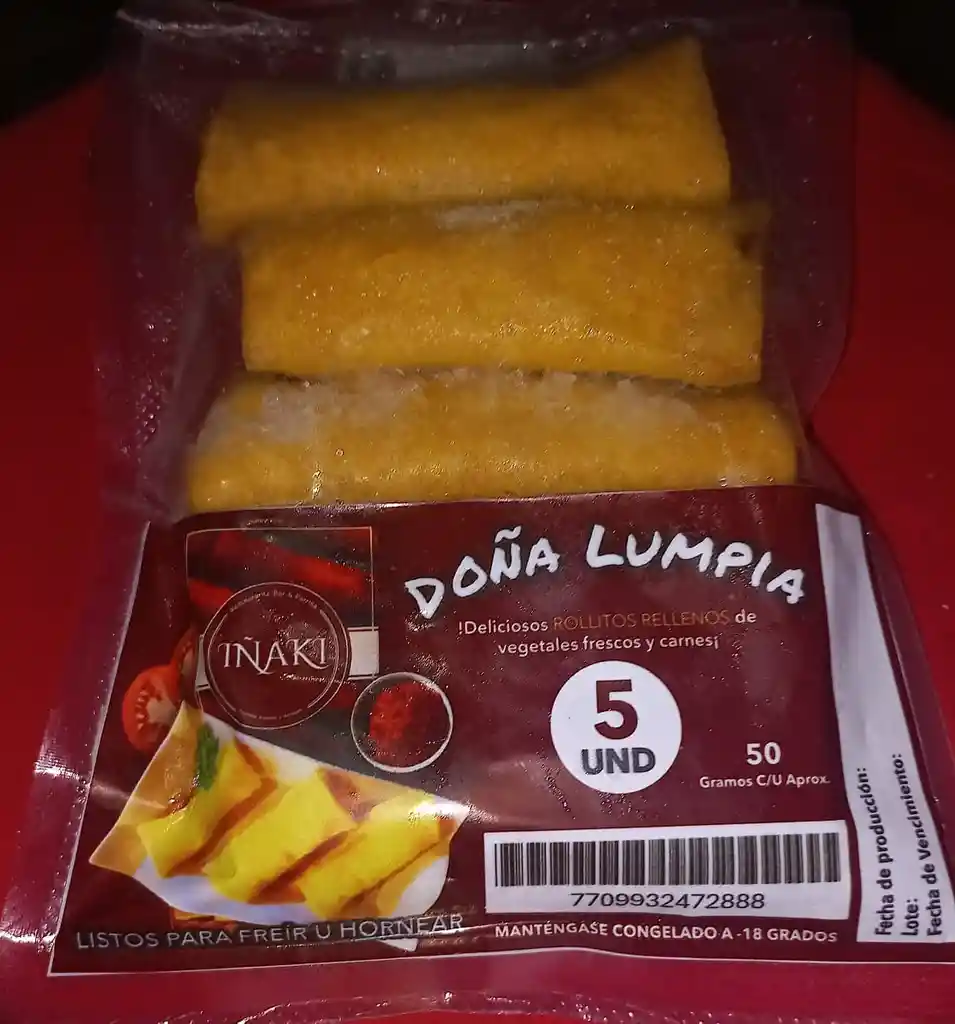 DOÑA LUMPIA
!Deliciosos ROLLITOS RELLENOS de
vegetales frescos y carnes¡
IÑAKI
5
UND
50
Gramos C/U Aprox.
7709932472888
LISTOS PARA FREÍR U HORNEAR
MANTÉNGASE CONGELADO A -18 GRADOS
Fecha de producción:
Lote:
Fecha de vencimiento: